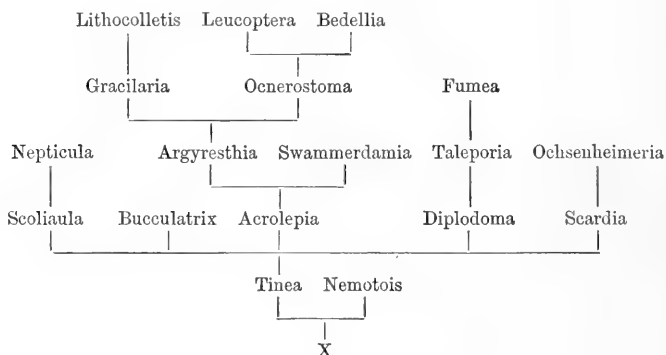 Lithocolletis Leucoptera Bedellia
Gracilaria Ocnerostoma Fumea
Nepticula Argyresthia Swammerdamia Taleporia Ochsenheimeria
Scoliaula Bucculatrix Acrolepia Diplodoma Scardia
Tinea Nemotois
X